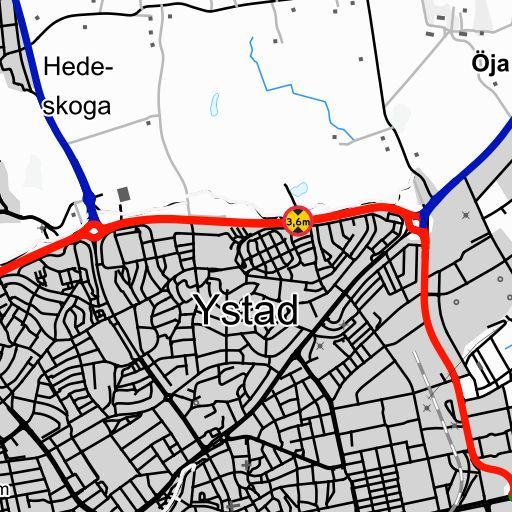 Hede-
skoga
Öja
3,6m
Ystad
m